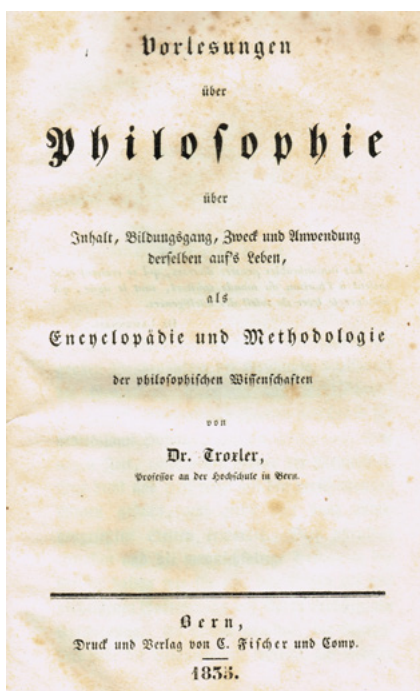 Vorlesungen
über
Philosophie
über
Inhalt, Bildungsgang, Zweck und Anwendung
derselben auf's Leben,
als
Encyclopädie und Methodologie
der philosophischen Wissenschaften
von
Dr. Troxler,
Professor an der Hochschule in Bern.
Bern,
Druck und Verlag von C. Fischer und Comp.
1835.